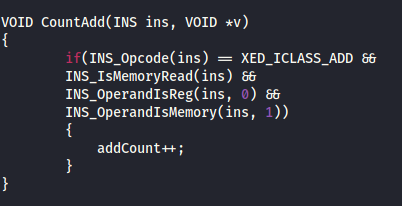 VOID CountAdd(INS ins, VOID *v)
{
if(INS_Opcode(ins) == XED_ICLASS_ADD &&
INS_IsMemoryRead(ins) &&
INS_OperandIsReg(ins, 0) &&
INS_OperandIsMemory(ins, 1))
{
addCount++;
}
}